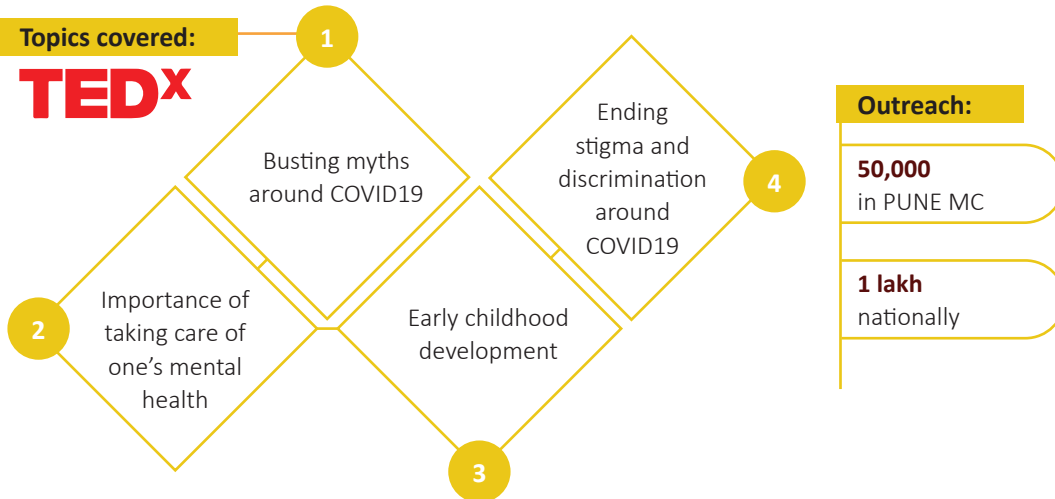 Topics covered:
TEDx
1
Busting myths
around COVID19
2
Importance of
taking care of
one’s mental
health
3
Early childhood
development
4
Ending
stigma and
discrimination
around
COVID19
Outreach:
50,000
in PUNE MC
1 lakh
nationally